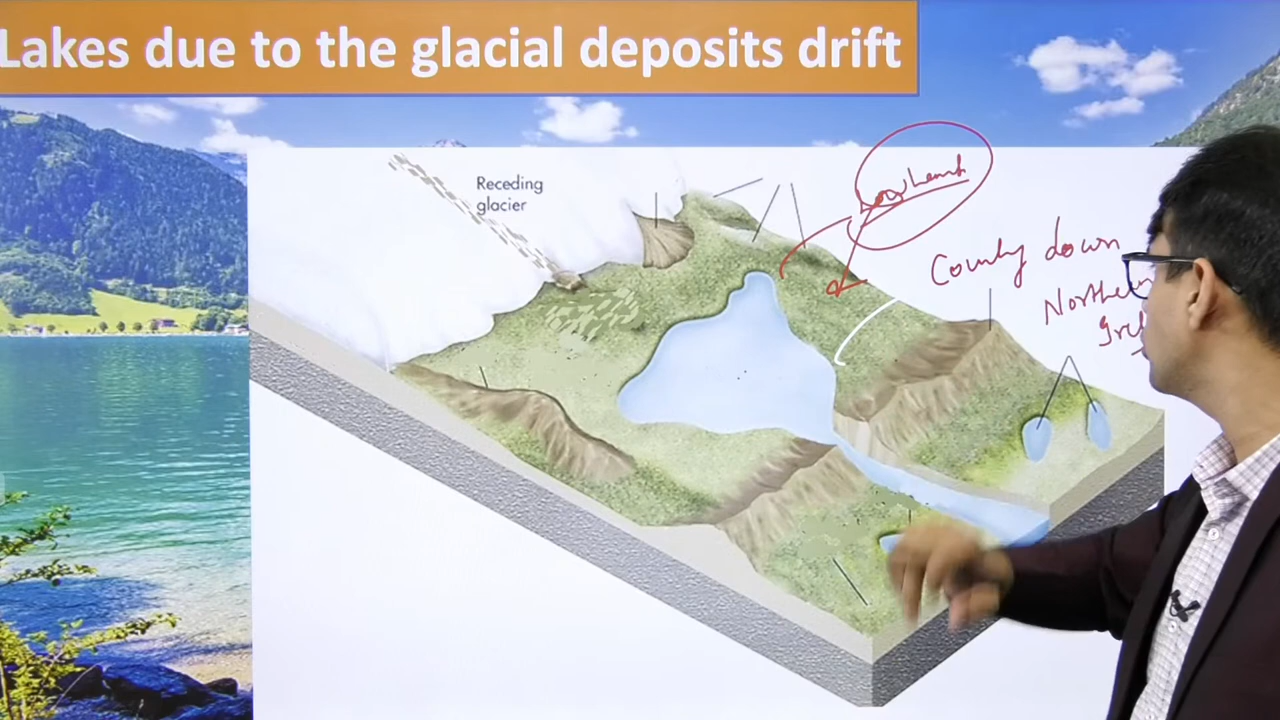 Lakes due to the glacial deposits drift
Receding
glacier
County down